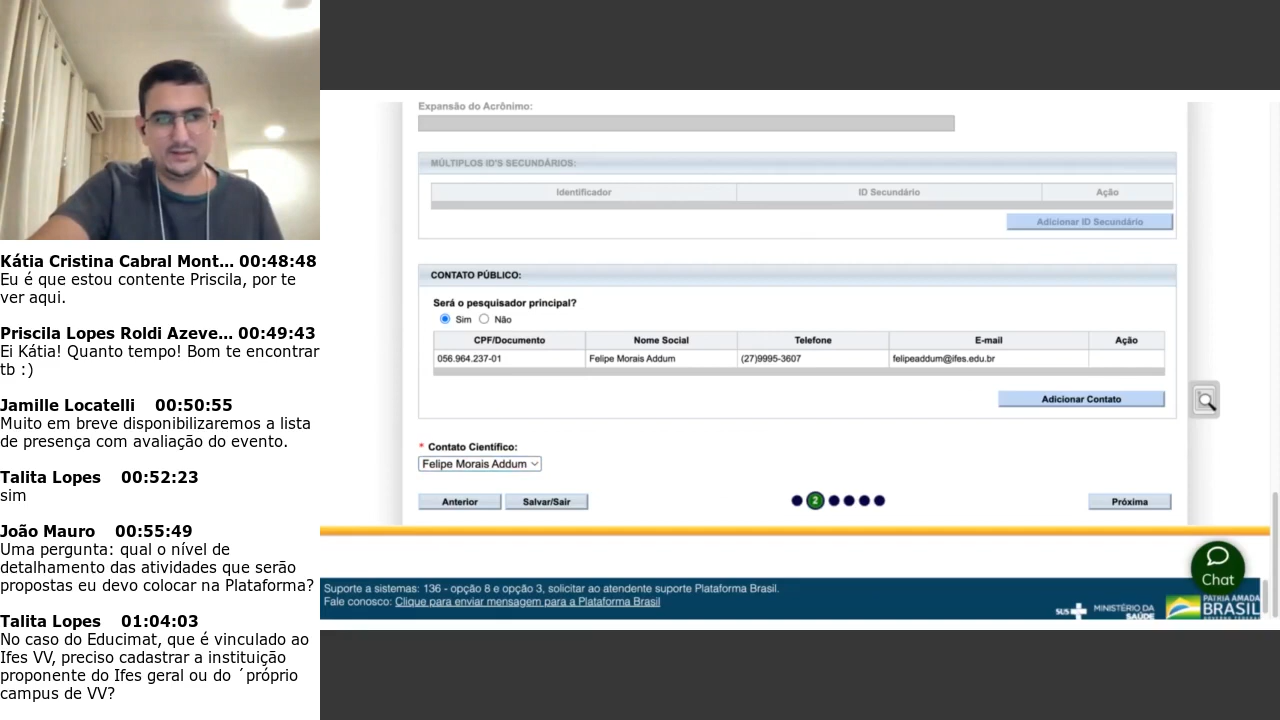 Kátia Cristina Cabral Mont... 00:48:48
Eu é que estou contente Priscila, por te
ver aqui.
Priscila Lopes Roldi Azeve... 00:49:43
Ei Kátia! Quanto tempo! Bom te encontrar
tb :)
Jamille Locatelli 00:50:55
Muito em breve disponibilizaremos a lista
de presença com avaliação do evento.
Talita Lopes 00:52:23
sim
João Mauro 00:55:49
Uma pergunta: qual o nível de
detalhamento das atividades que serão
propostas eu devo colocar na Plataforma?
Talita Lopes 01:04:03
No caso do Educimat, que é vinculado ao
Ifes VV, preciso cadastrar a instituição
proponente do Ifes geral ou do ´próprio
campus de VV?
Expansão do Acrônimo:
MÚLTIPLOS ID'S SECUNDÁRIOS:
Identificador ID Secundário Ação
Adicionar ID Secundário
CONTATO PÚBLICO:
Será o pesquisador principal?
Sim Não
CPF/Documento Nome Social Telefone E-mail Ação
056.964.237-01 Felipe Morais Addum (27)9995-3607 felipeaddum@ifes.edu.br
Adicionar Contato
* Contato Científico:
Felipe Morais Addum
Anterior Salvar/Sair 2 Próxima
Chat
Suporte a sistemas: 136 - opção 8 e opção 3, solicitar ao atendente suporte Plataforma Brasil.
Fale conosco: Clique para enviar mensagem para a Plataforma Brasil
SUS MINISTÉRIO DA SAÚDE
PÁTRIA AMADA
BRASIL